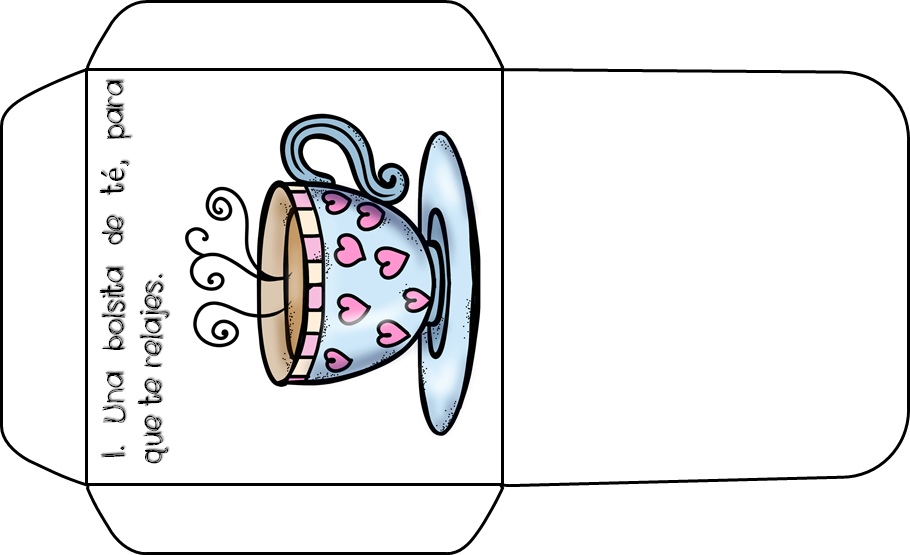 1. Una bolsita de té, para
que te relajes.